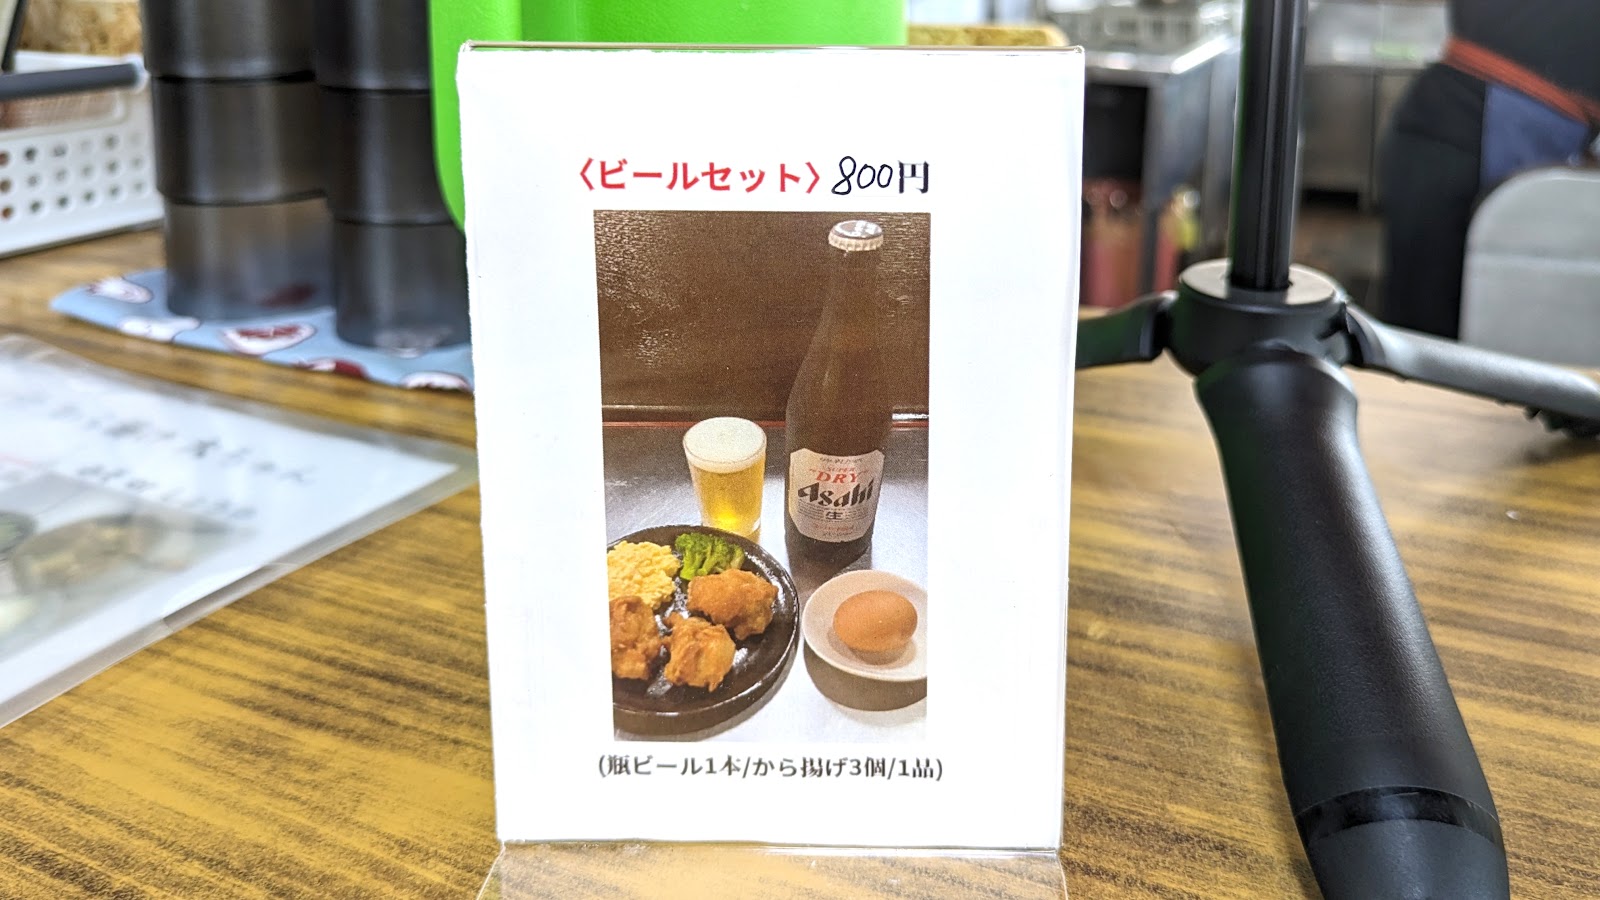 〈ビールセット〉800円
SUPER
"DRY"
Asahi
生
(瓶ビール1本/から揚げ3個/1品)